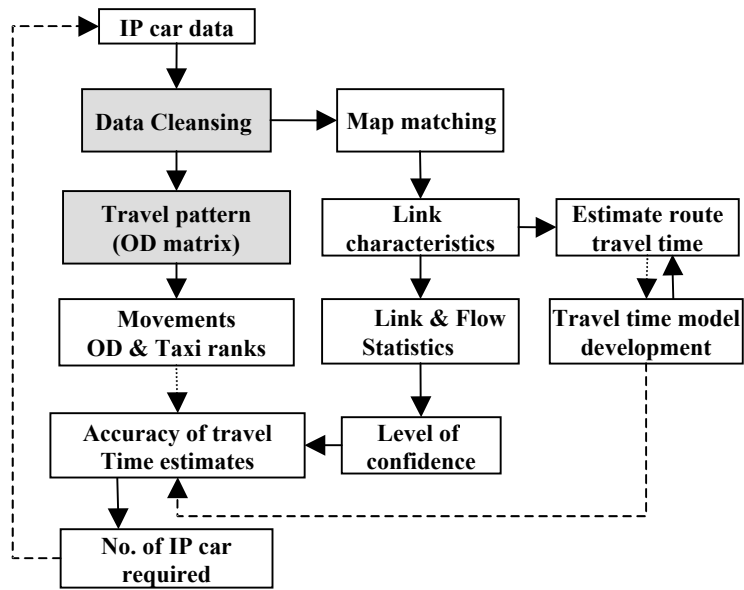 IP car data
Data Cleansing
Map matching
Travel pattern
(OD matrix)
Link
characteristics
Estimate route
travel time
Movements
OD & Taxi ranks
Link & Flow
Statistics
Travel time model
development
Accuracy of travel
Time estimates
Level of
confidence
No. of IP car
required